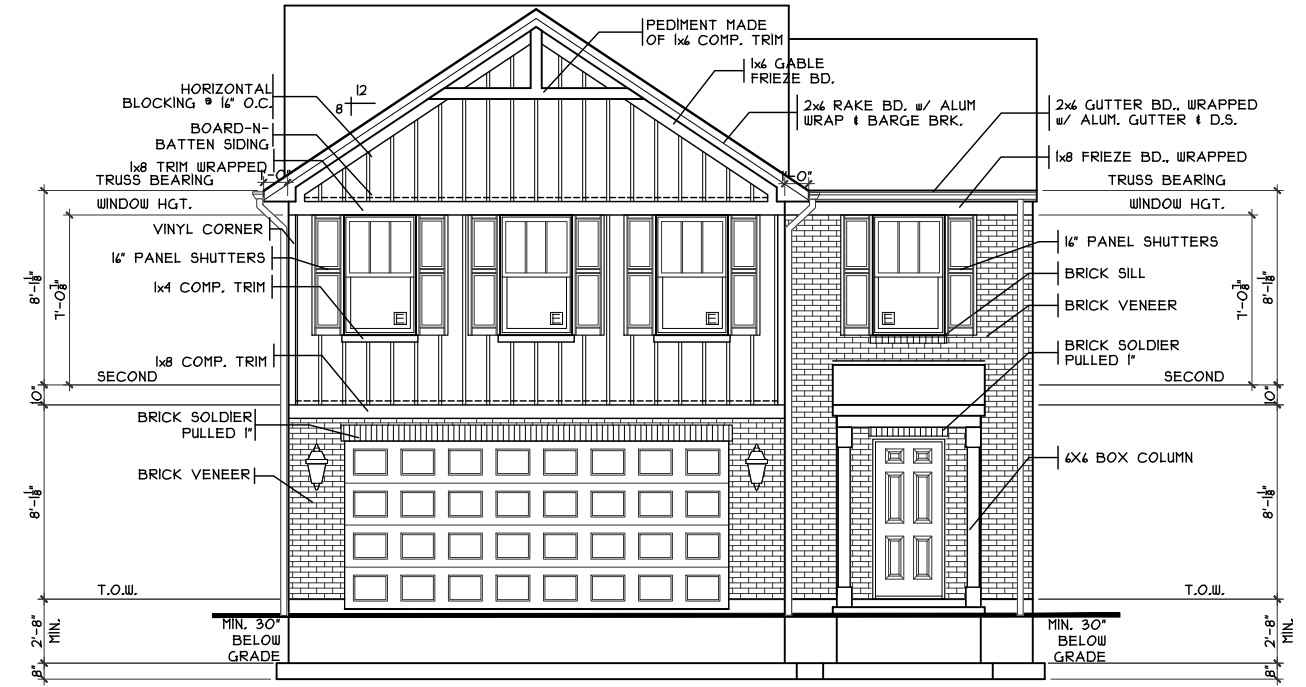 PEDIMENT MADE
OF 1x6 COMP. TRIM
1x6 GABLE
FRIEZE BD.
HORIZONTAL
BLOCKING @ 16" O.C.
12
8
2x6 RAKE BD. w/ ALUM
WRAP & BARGE BRK.
2x6 GUTTER BD., WRAPPED
w/ ALUM. GUTTER & D.S.
BOARD-N-
BATTEN SIDING
1x8 TRIM WRAPPED
1'-0"
1'-0"
1x8 FRIEZE BD., WRAPPED
TRUSS BEARING
TRUSS BEARING
WINDOW HGT.
WINDOW HGT.
VINYL CORNER
16" PANEL SHUTTERS
16" PANEL SHUTTERS
1x4 COMP. TRIM
BRICK SILL
BRICK VENEER
8'-1 1/8"
7'-0 7/8"
7'-0 7/8"
8'-1 1/8"
E
E
E
E
1x8 COMP. TRIM
BRICK SOLDIER
PULLED 1"
SECOND
SECOND
10"
10"
BRICK SOLDIER
PULLED 1"
BRICK VENEER
6X6 BOX COLUMN
8'-1 1/8"
8'-1 1/8"
T.O.W.
T.O.W.
MIN. 30"
BELOW
GRADE
MIN. 30"
BELOW
GRADE
2'-8"
MIN.
2'-8"
MIN.
8"
8"